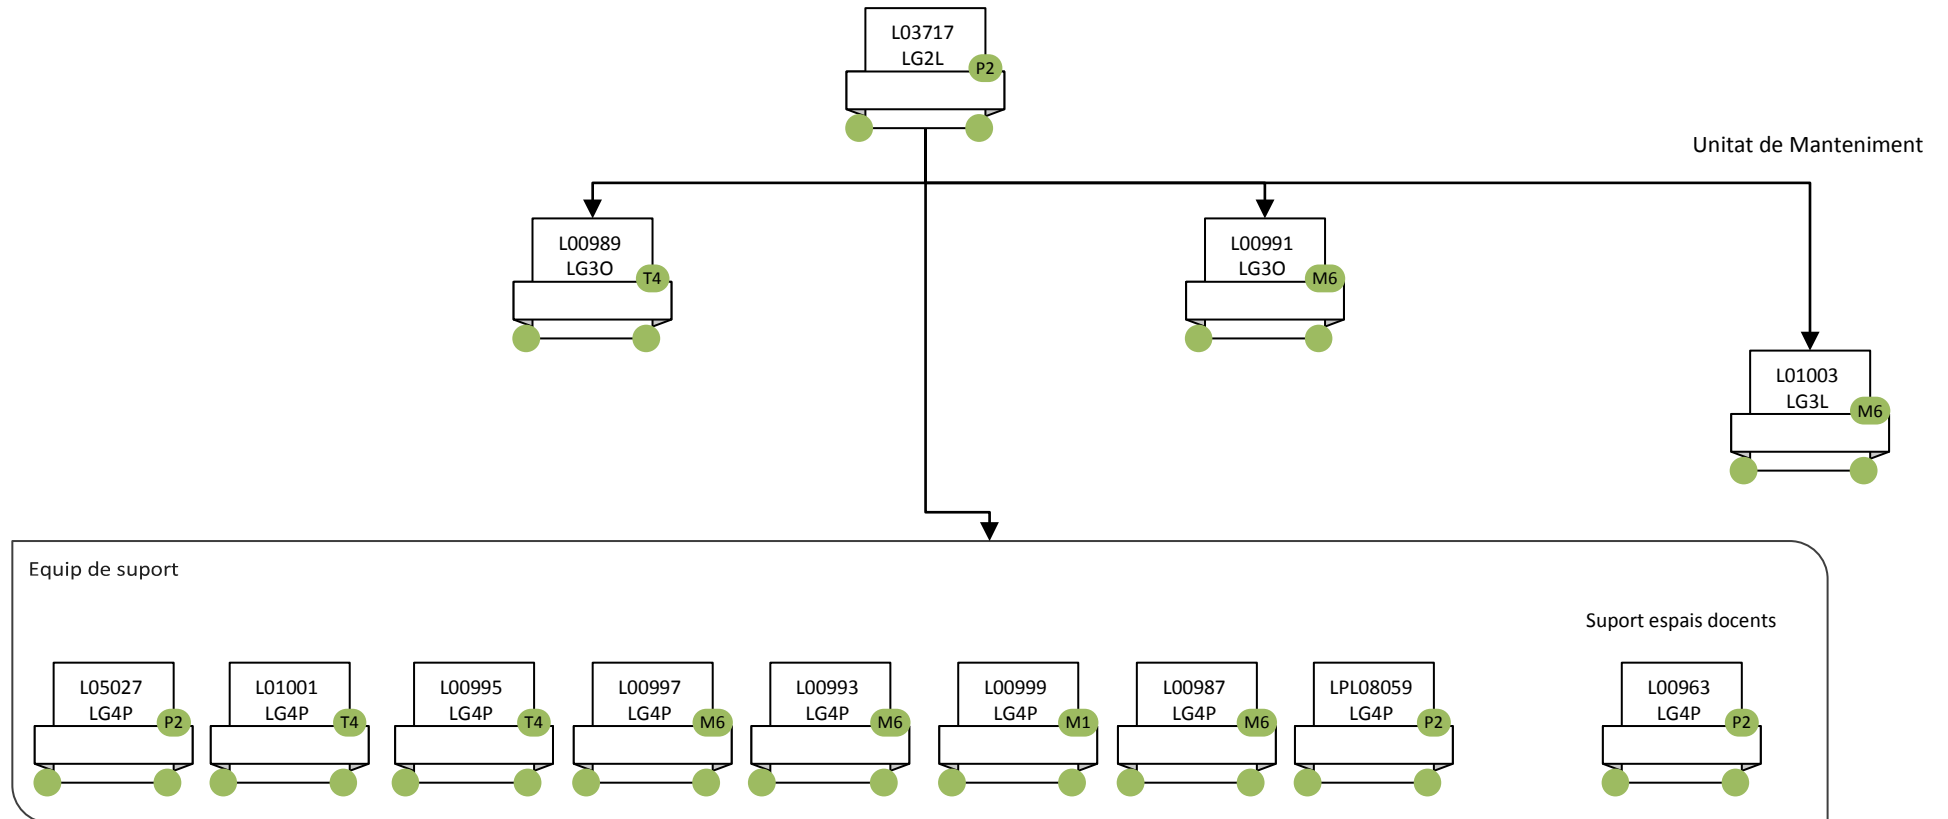 L03717
LG2L
P2
Unitat de Manteniment
L00989
LG3O
T4
L00991
LG3O
M6
L01003
LG3L
M6
Equip de suport
Suport espais docents
L05027
LG4P
P2
L01001
LG4P
T4
L00995
LG4P
T4
L00997
LG4P
M6
L00993
LG4P
M6
L00999
LG4P
M1
L00987
LG4P
M6
LPL08059
LG4P
P2
L00963
LG4P
P2